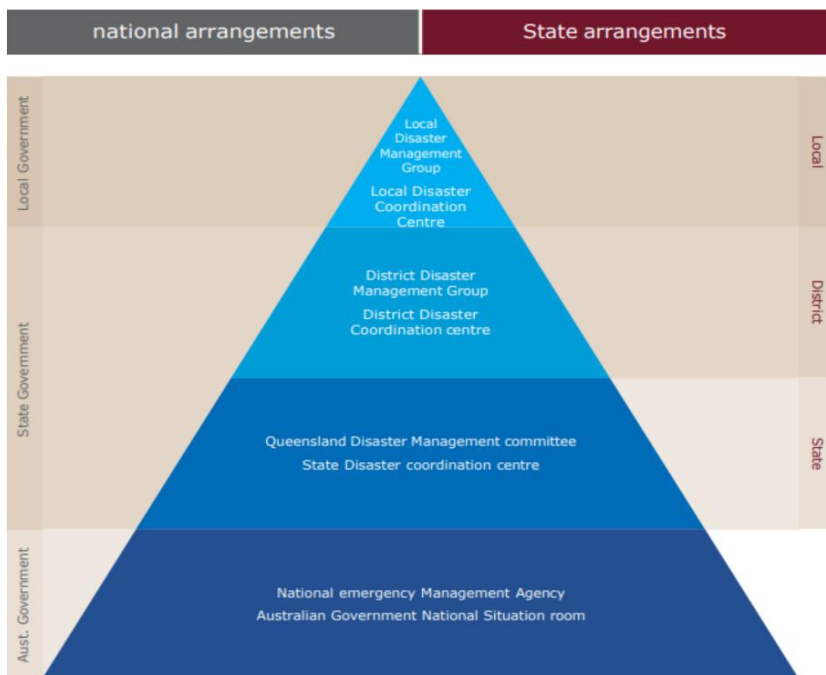 national arrangements
State arrangements
Local Government
Local
Disaster
Management
Group
Local Disaster
Coordination
Centre
Local
State Government
District Disaster
Management Group
District Disaster
Coordination centre
District
Queensland Disaster Management committee
State Disaster coordination centre
State
Aust. Government
National emergency Management Agency
Australian Government National Situation room